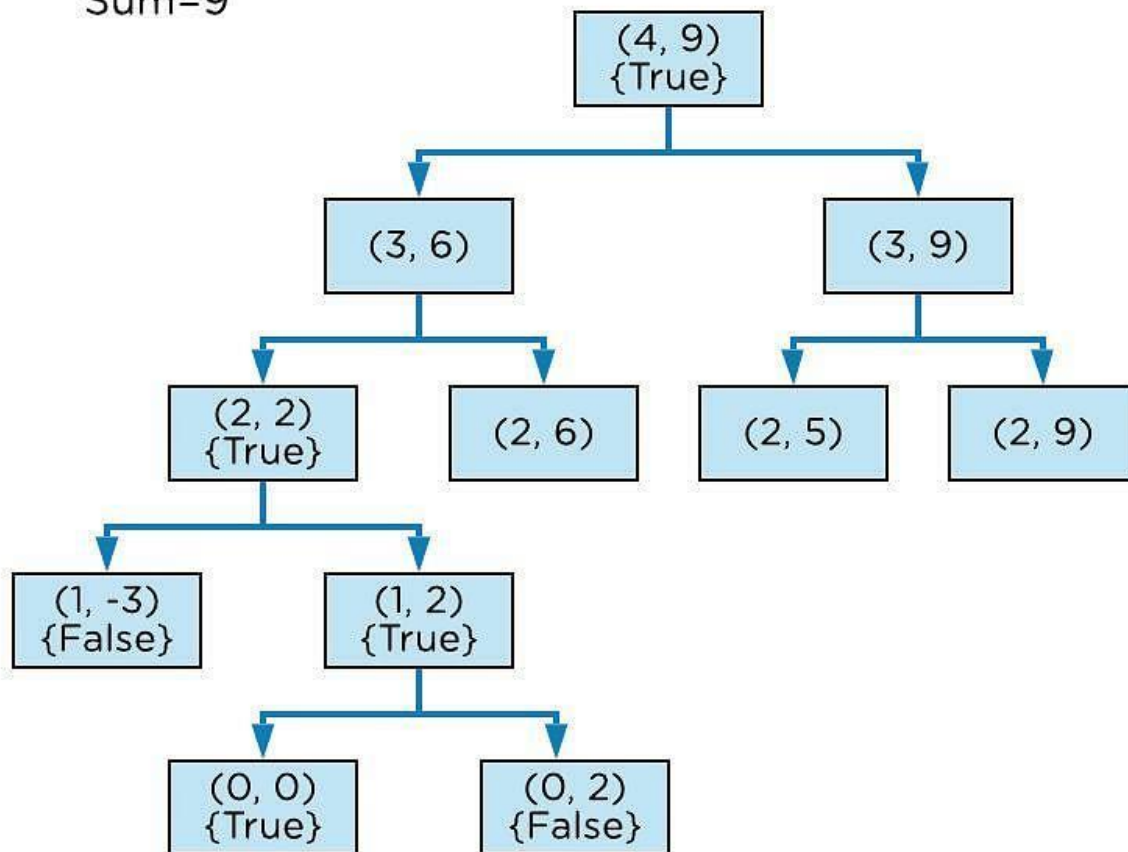 Sum=9
(4, 9)
{True}
(3, 6)
(3, 9)
(2, 2)
{True}
(2, 6)
(2, 5)
(2, 9)
(1, -3)
{False}
(1, 2)
{True}
(0, 0)
{True}
(0, 2)
{False}